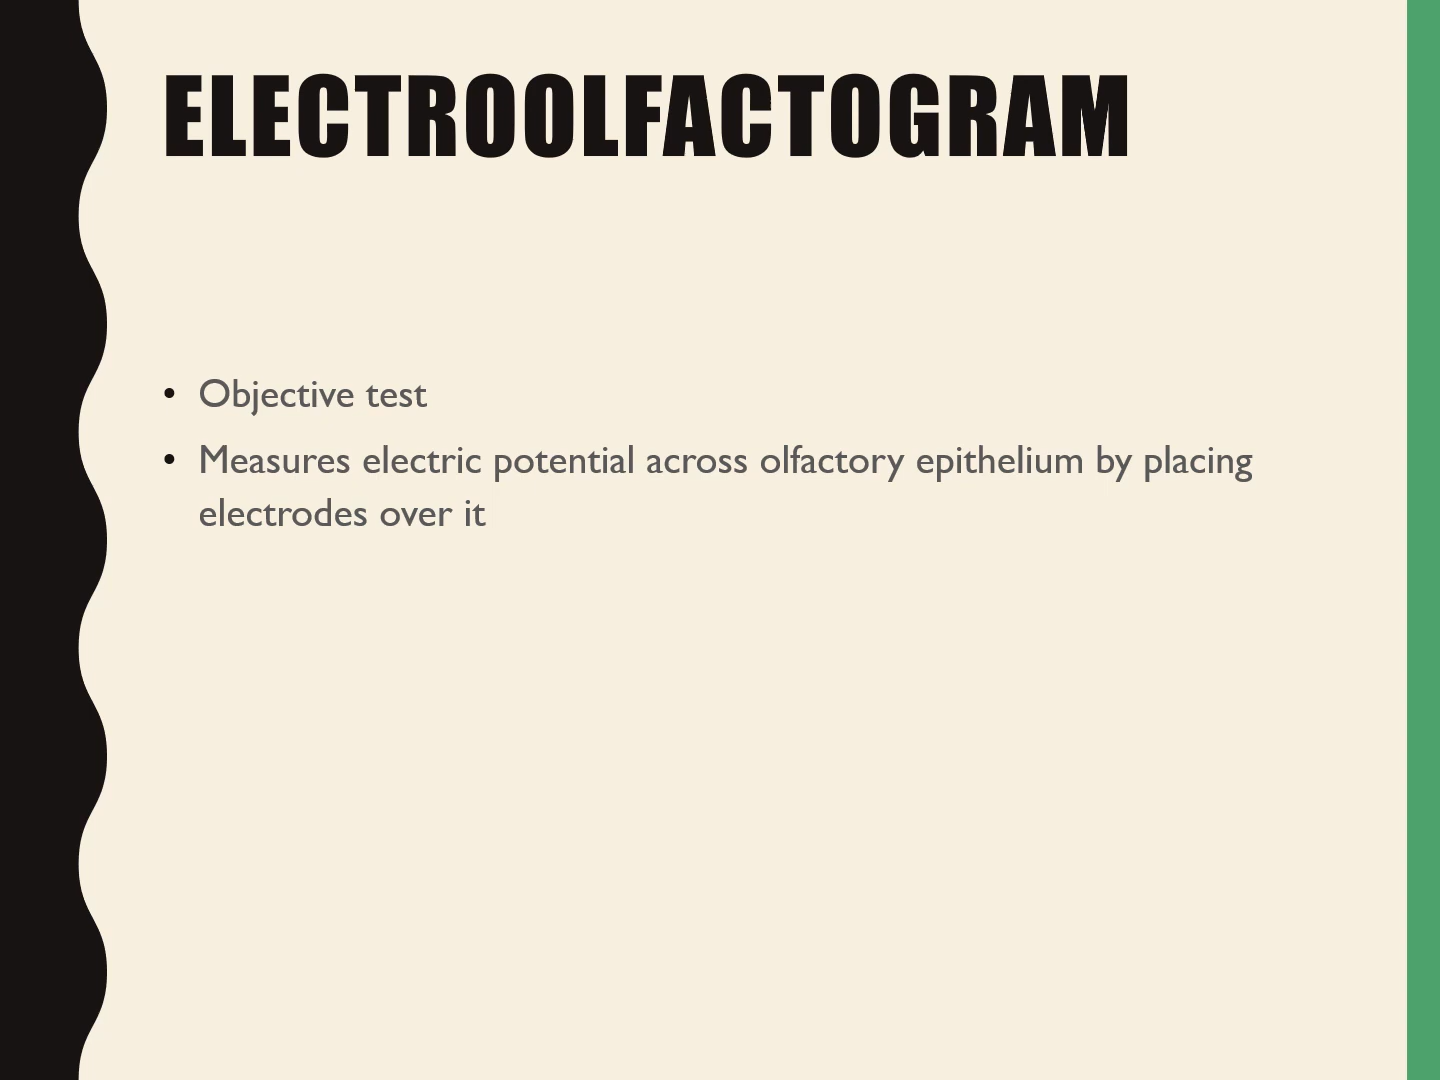 ELECTROOLFACTOGRAM
• Objective test
• Measures electric potential across olfactory epithelium by placing
electrodes over it